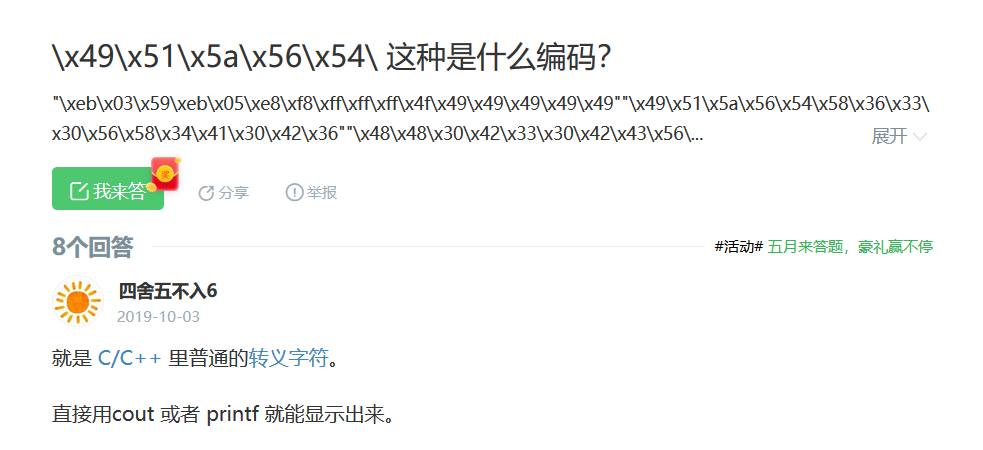 \x49\x51\x5a\x56\x54\ 这种是什么编码？
"\xeb\x03\x59\xeb\x05\xe8\xf8\xff\xff\xff\x4f\x49\x49\x49\x49\x49""\x49\x51\x5a\x56\x54\x58\x36\x33\
x30\x56\x58\x34\x41\x30\x42\x36""\x48\x48\x30\x42\x33\x30\x42\x43\x56\...
展开
我来答
奖
分享
举报
8个回答
#活动# 五月来答题，豪礼赢不停
四舍五不入6
2019-10-03
就是 C/C++ 里普通的转义字符。
直接用cout 或者 printf 就能显示出来。